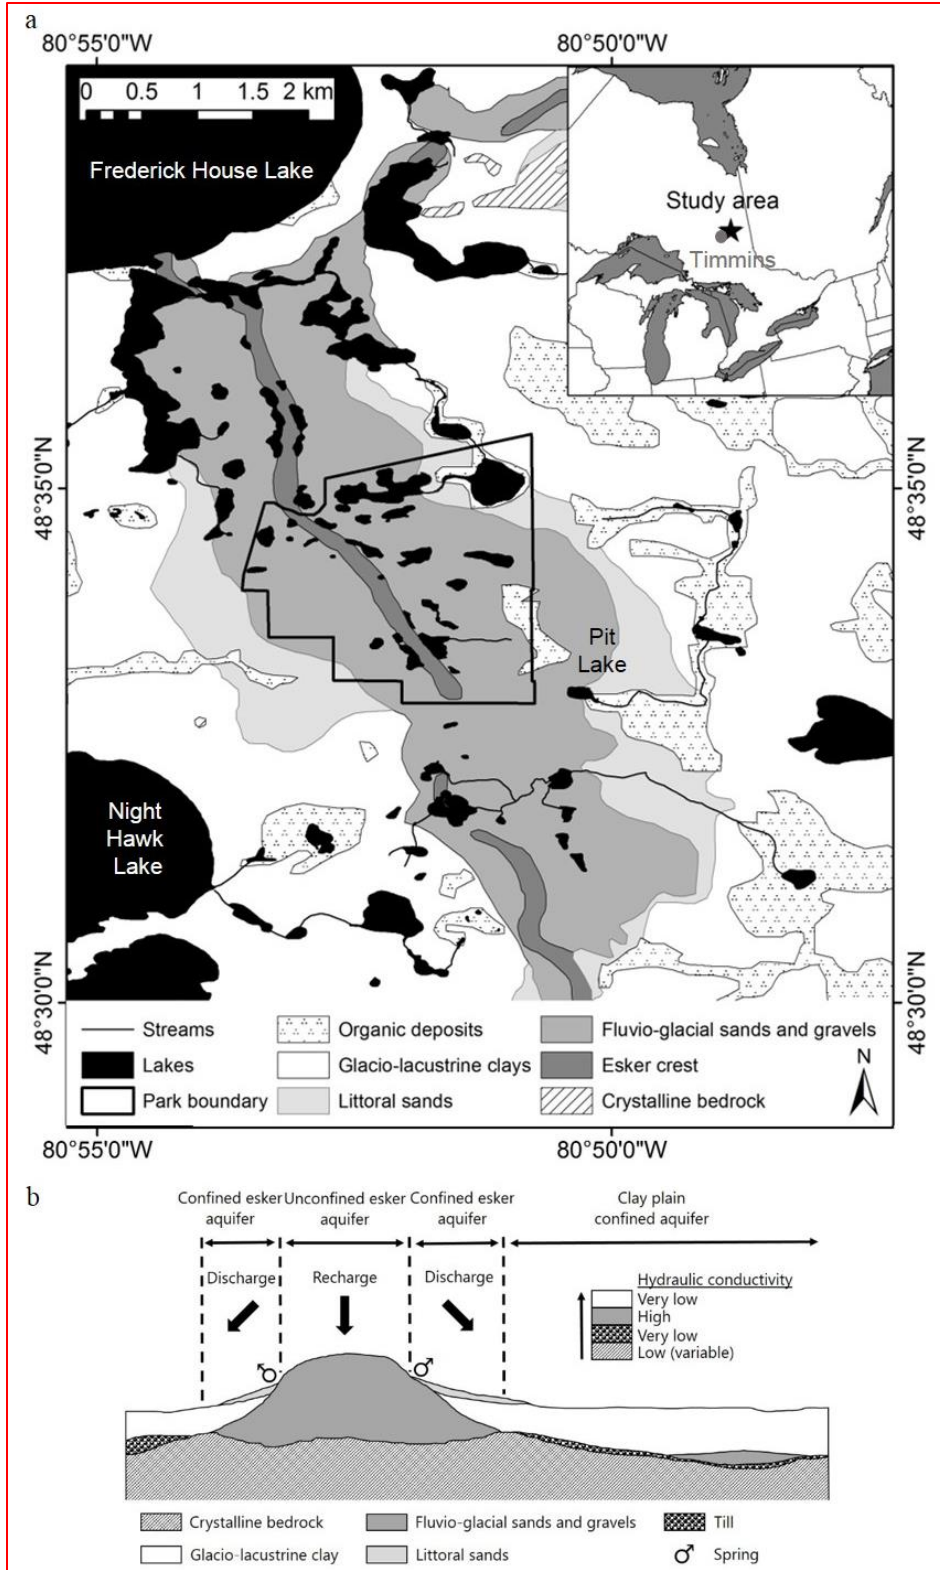 a
80°55'0"W 80°50'0"W
0 0.5 1 1.5 2 km
Frederick House Lake
Study area
Timmins
48°35'0"N 48°35'0"N
Pit
Lake
Night
Hawk
Lake
48°30'0"N 48°30'0"N
Streams Organic deposits Fluvio-glacial sands and gravels
Lakes Glacio-lacustrine clays Esker crest
Park boundary Littoral sands Crystalline bedrock
N
80°55'0"W 80°50'0"W
b
Confined esker Unconfined esker Confined esker Clay plain
aquifer aquifer aquifer confined aquifer
Discharge Recharge Discharge
Hydraulic conductivity
Very low
High
Very low
Low (variable)
Crystalline bedrock Fluvio-glacial sands and gravels Till
Glacio-lacustrine clay Littoral sands Spring